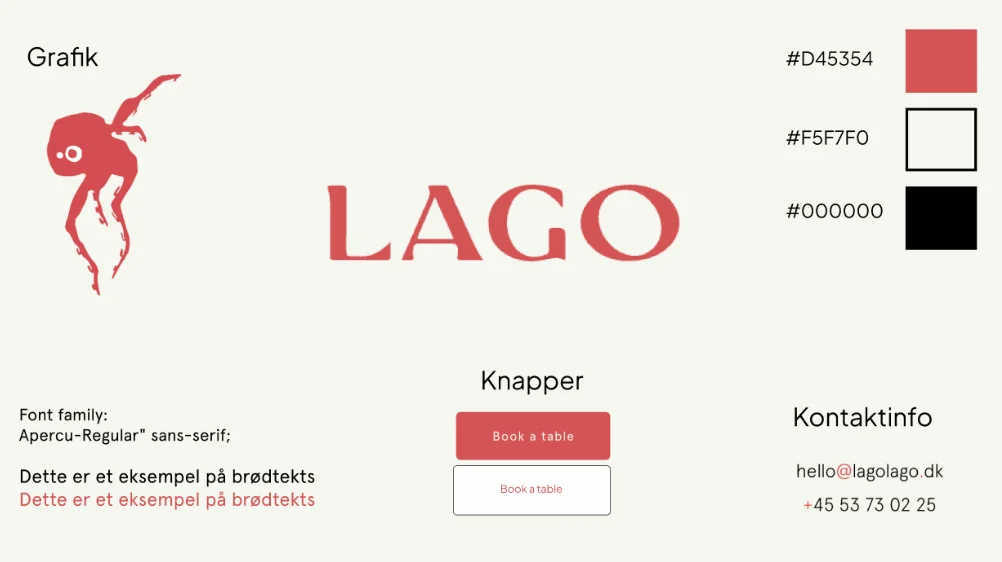 Grafik
LAGO
#D45354
#F5F7F0
#000000
Font family:
Apercu-Regular" sans-serif;
Dette er et eksempel på brødtekts
Dette er et eksempel på brødtekts
Knapper
Book a table
Book a table
Kontaktinfo
hello@lagolago.dk
+45 53 73 02 25